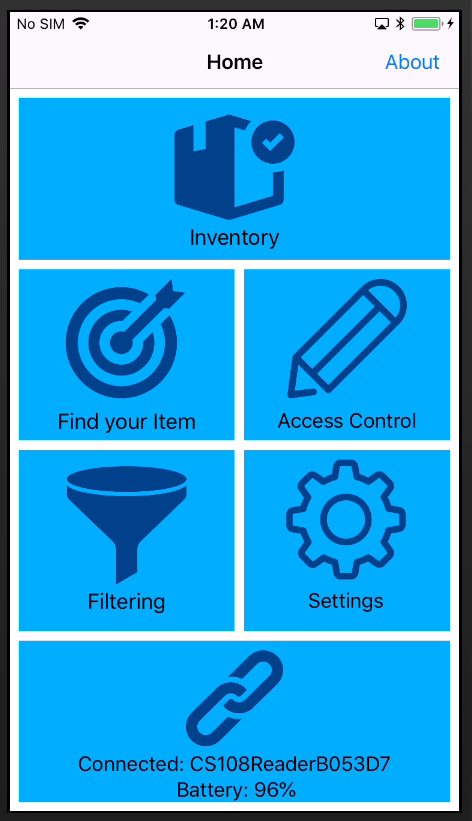 No SIM 1:20 AM
Home About
Inventory
Find your Item Access Control
Filtering Settings
Connected: CS108ReaderB053D7
Battery: 96%